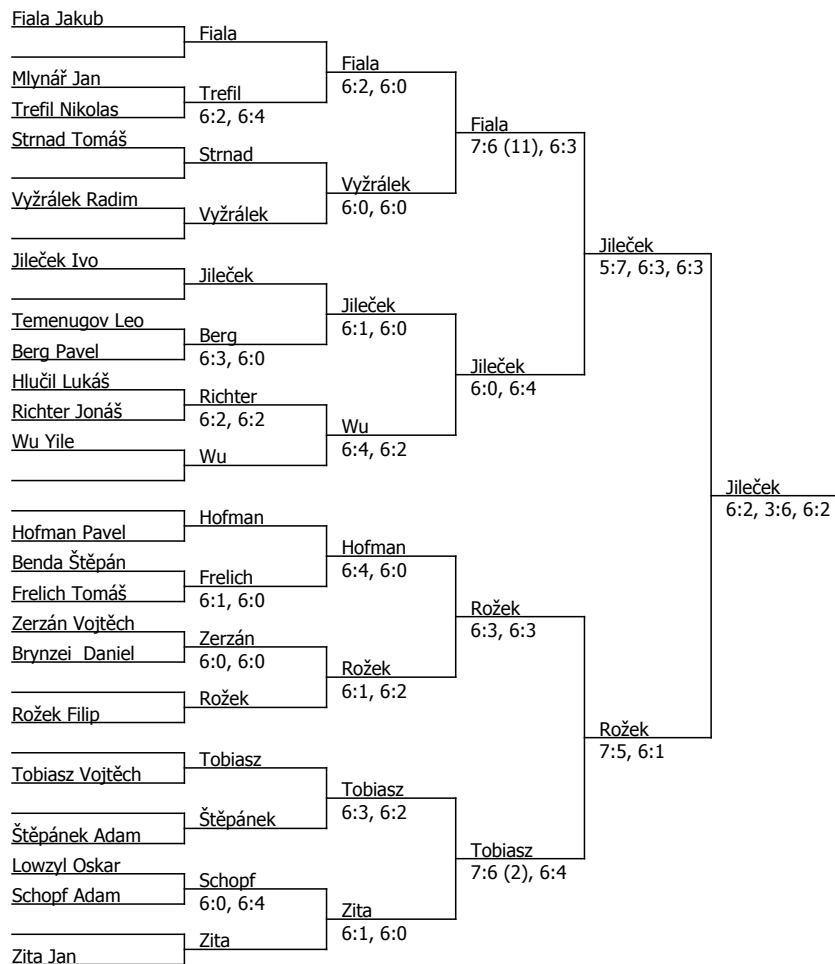 Fiala Jakub
Fiala
Fiala
6:2, 6:0
Mlynář Jan
Trefil
Trefil Nikolas
6:2, 6:4
Fiala
7:6 (11), 6:3
Strnad Tomáš
Strnad
Vyžrálek
6:0, 6:0
Vyžrálek Radim
Vyžrálek
Jileček
5:7, 6:3, 6:3
Jileček Ivo
Jileček
Jileček
6:1, 6:0
Temenugov Leo
Berg
Berg Pavel
6:3, 6:0
Jileček
6:0, 6:4
Hlučil Lukáš
Richter
Richter Jonáš
6:2, 6:2
Wu
6:4, 6:2
Wu Yile
Wu
Jileček
6:2, 3:6, 6:2
Hofman
Hofman Pavel
Hofman
6:4, 6:0
Benda Štěpán
Frelich
Frelich Tomáš
6:1, 6:0
Rožek
6:3, 6:3
Zerzán Vojtěch
Zerzán
Brynzei  Daniel
6:0, 6:0
Rožek
6:1, 6:2
Rožek
Rožek Filip
Rožek
7:5, 6:1
Tobiasz
Tobiasz Vojtěch
Tobiasz
6:3, 6:2
Štěpánek
Štěpánek Adam
Tobiasz
7:6 (2), 6:4
Lowzyl Oskar
Schopf
Schopf Adam
6:0, 6:4
Zita
6:1, 6:0
Zita
Zita Jan